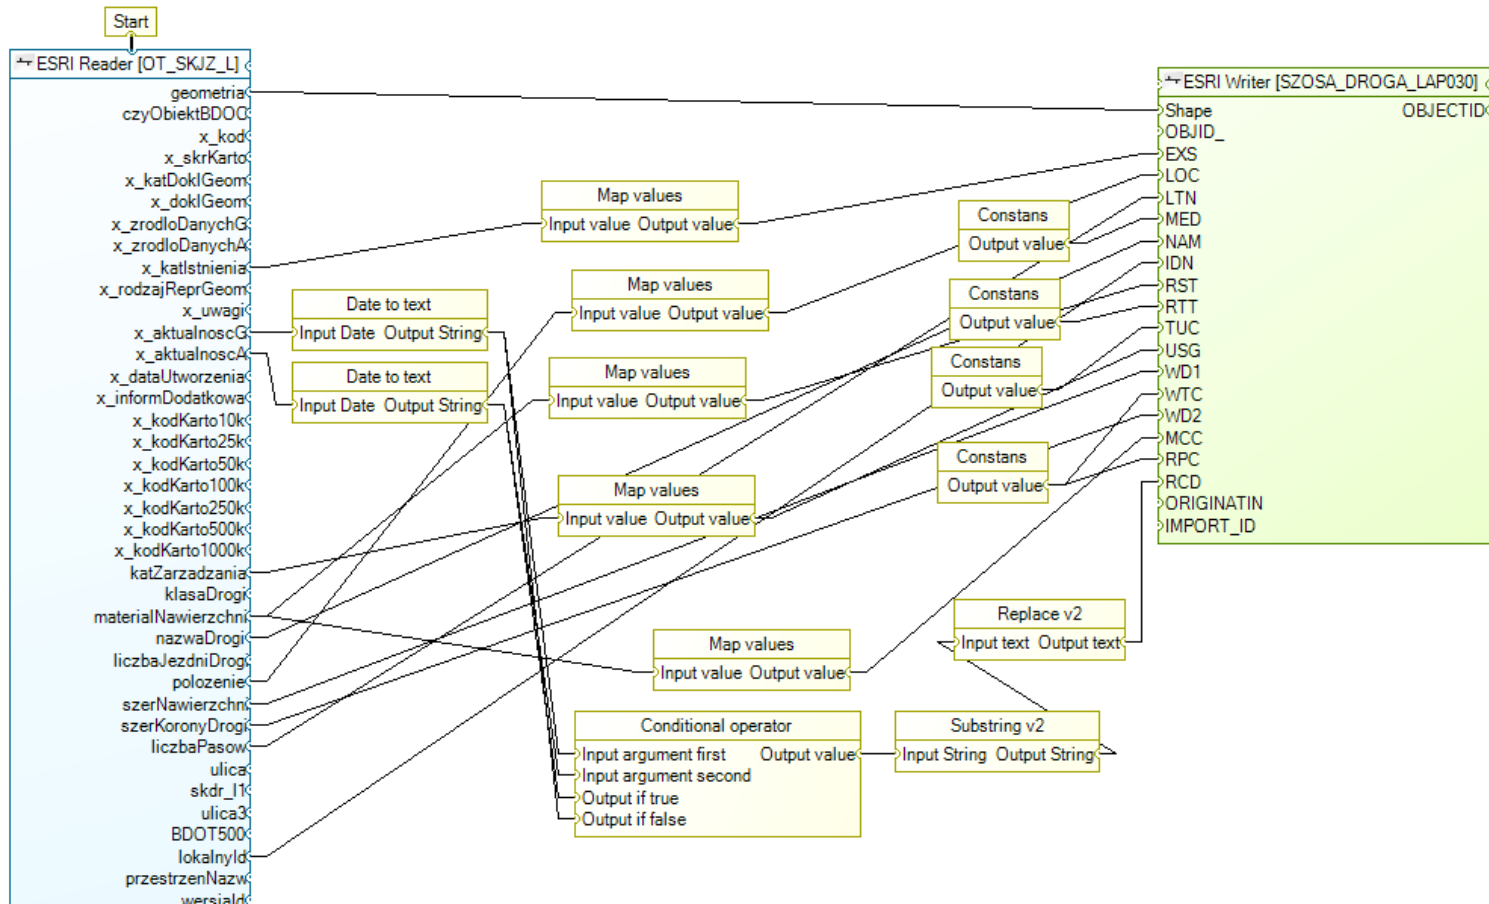 Start
ESRI Reader [OT_SKJZ_L]
geometria
czyObiektBDOO
x_kod
x_skrKarto
x_katDoklGeom
x_doklGeom
x_zrodloDanychG
x_zrodloDanychA
x_katIstnienia
x_rodzajReprGeom
x_uwagi
x_aktualnoscG
x_aktualnoscA
x_dataUtworzenia
x_informDodatkowa
x_kodKarto10k
x_kodKarto25k
x_kodKarto50k
x_kodKarto100k
x_kodKarto250k
x_kodKarto500k
x_kodKarto1000k
katZarzadzania
klasaDrogi
materialNawierzchni
nazwaDrogi
liczbaJezdniDrogi
polozenie
szerNawierzchn
szerKoronyDrogi
liczbaPasow
ulica
skdr_l1
ulica3
BDOT500
lokalnyId
przestrzenNazw
wersjaId
Date to text
Input Date Output String
Date to text
Input Date Output String
Map values
Input value Output value
Map values
Input value Output value
Map values
Input value Output value
Map values
Input value Output value
Map values
Input value Output value
Conditional operator
Input argument first Output value
Input argument second
Output if true
Output if false
Constans
Output value
Constans
Output value
Constans
Output value
Constans
Output value
Replace v2
Input text Output text
Substring v2
Input String Output String
ESRI Writer [SZOSA_DROGA_LAP030]
Shape OBJECTID
OBJID_
EXS
LOC
LTN
MED
NAM
IDN
RST
RTT
TUC
USG
WD1
WTC
WD2
MCC
RPC
RCD
ORIGINATIN
IMPORT_ID